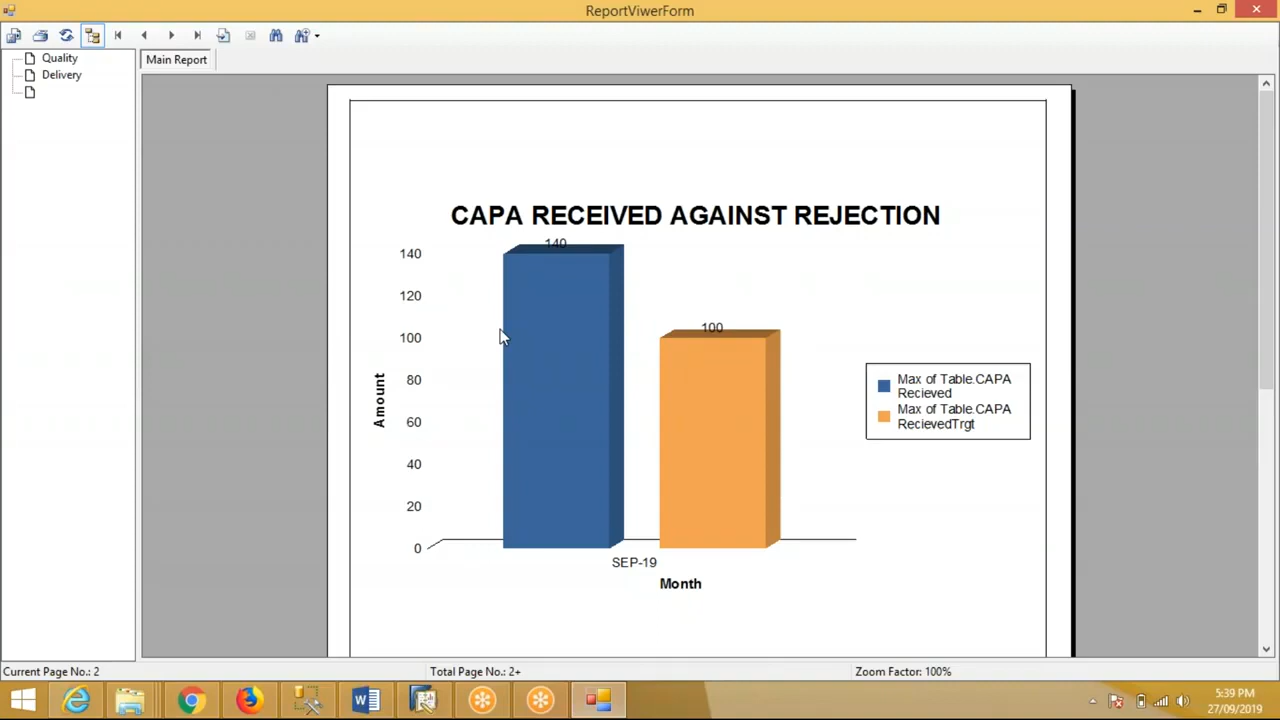 ReportViwerForm
Quality
Delivery
Main Report
CAPA RECEIVED AGAINST REJECTION
140
140
120
100
100
80
60
40
20
0
Amount
SEP-19
Month
Max of Table.CAPA
Recieved
Max of Table.CAPA
RecievedTrgt
Current Page No.: 2
Total Page No.: 2+
Zoom Factor: 100%
5:39 PM
27/09/2019